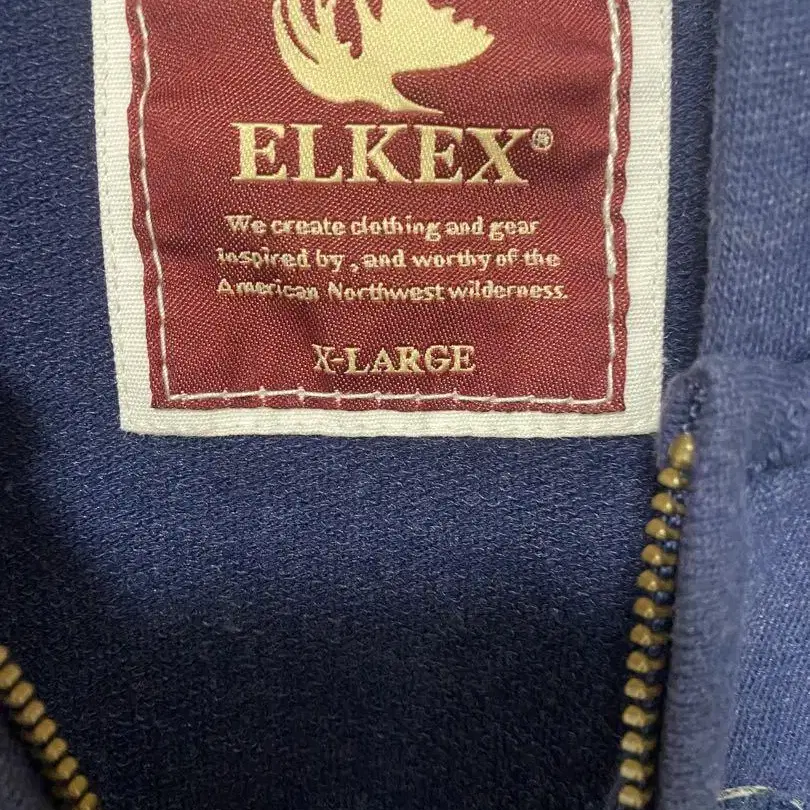 ELKEX®
We create clothing and gear
inspired by , and worthy of the
American Northwest wilderness.
X-LARGE